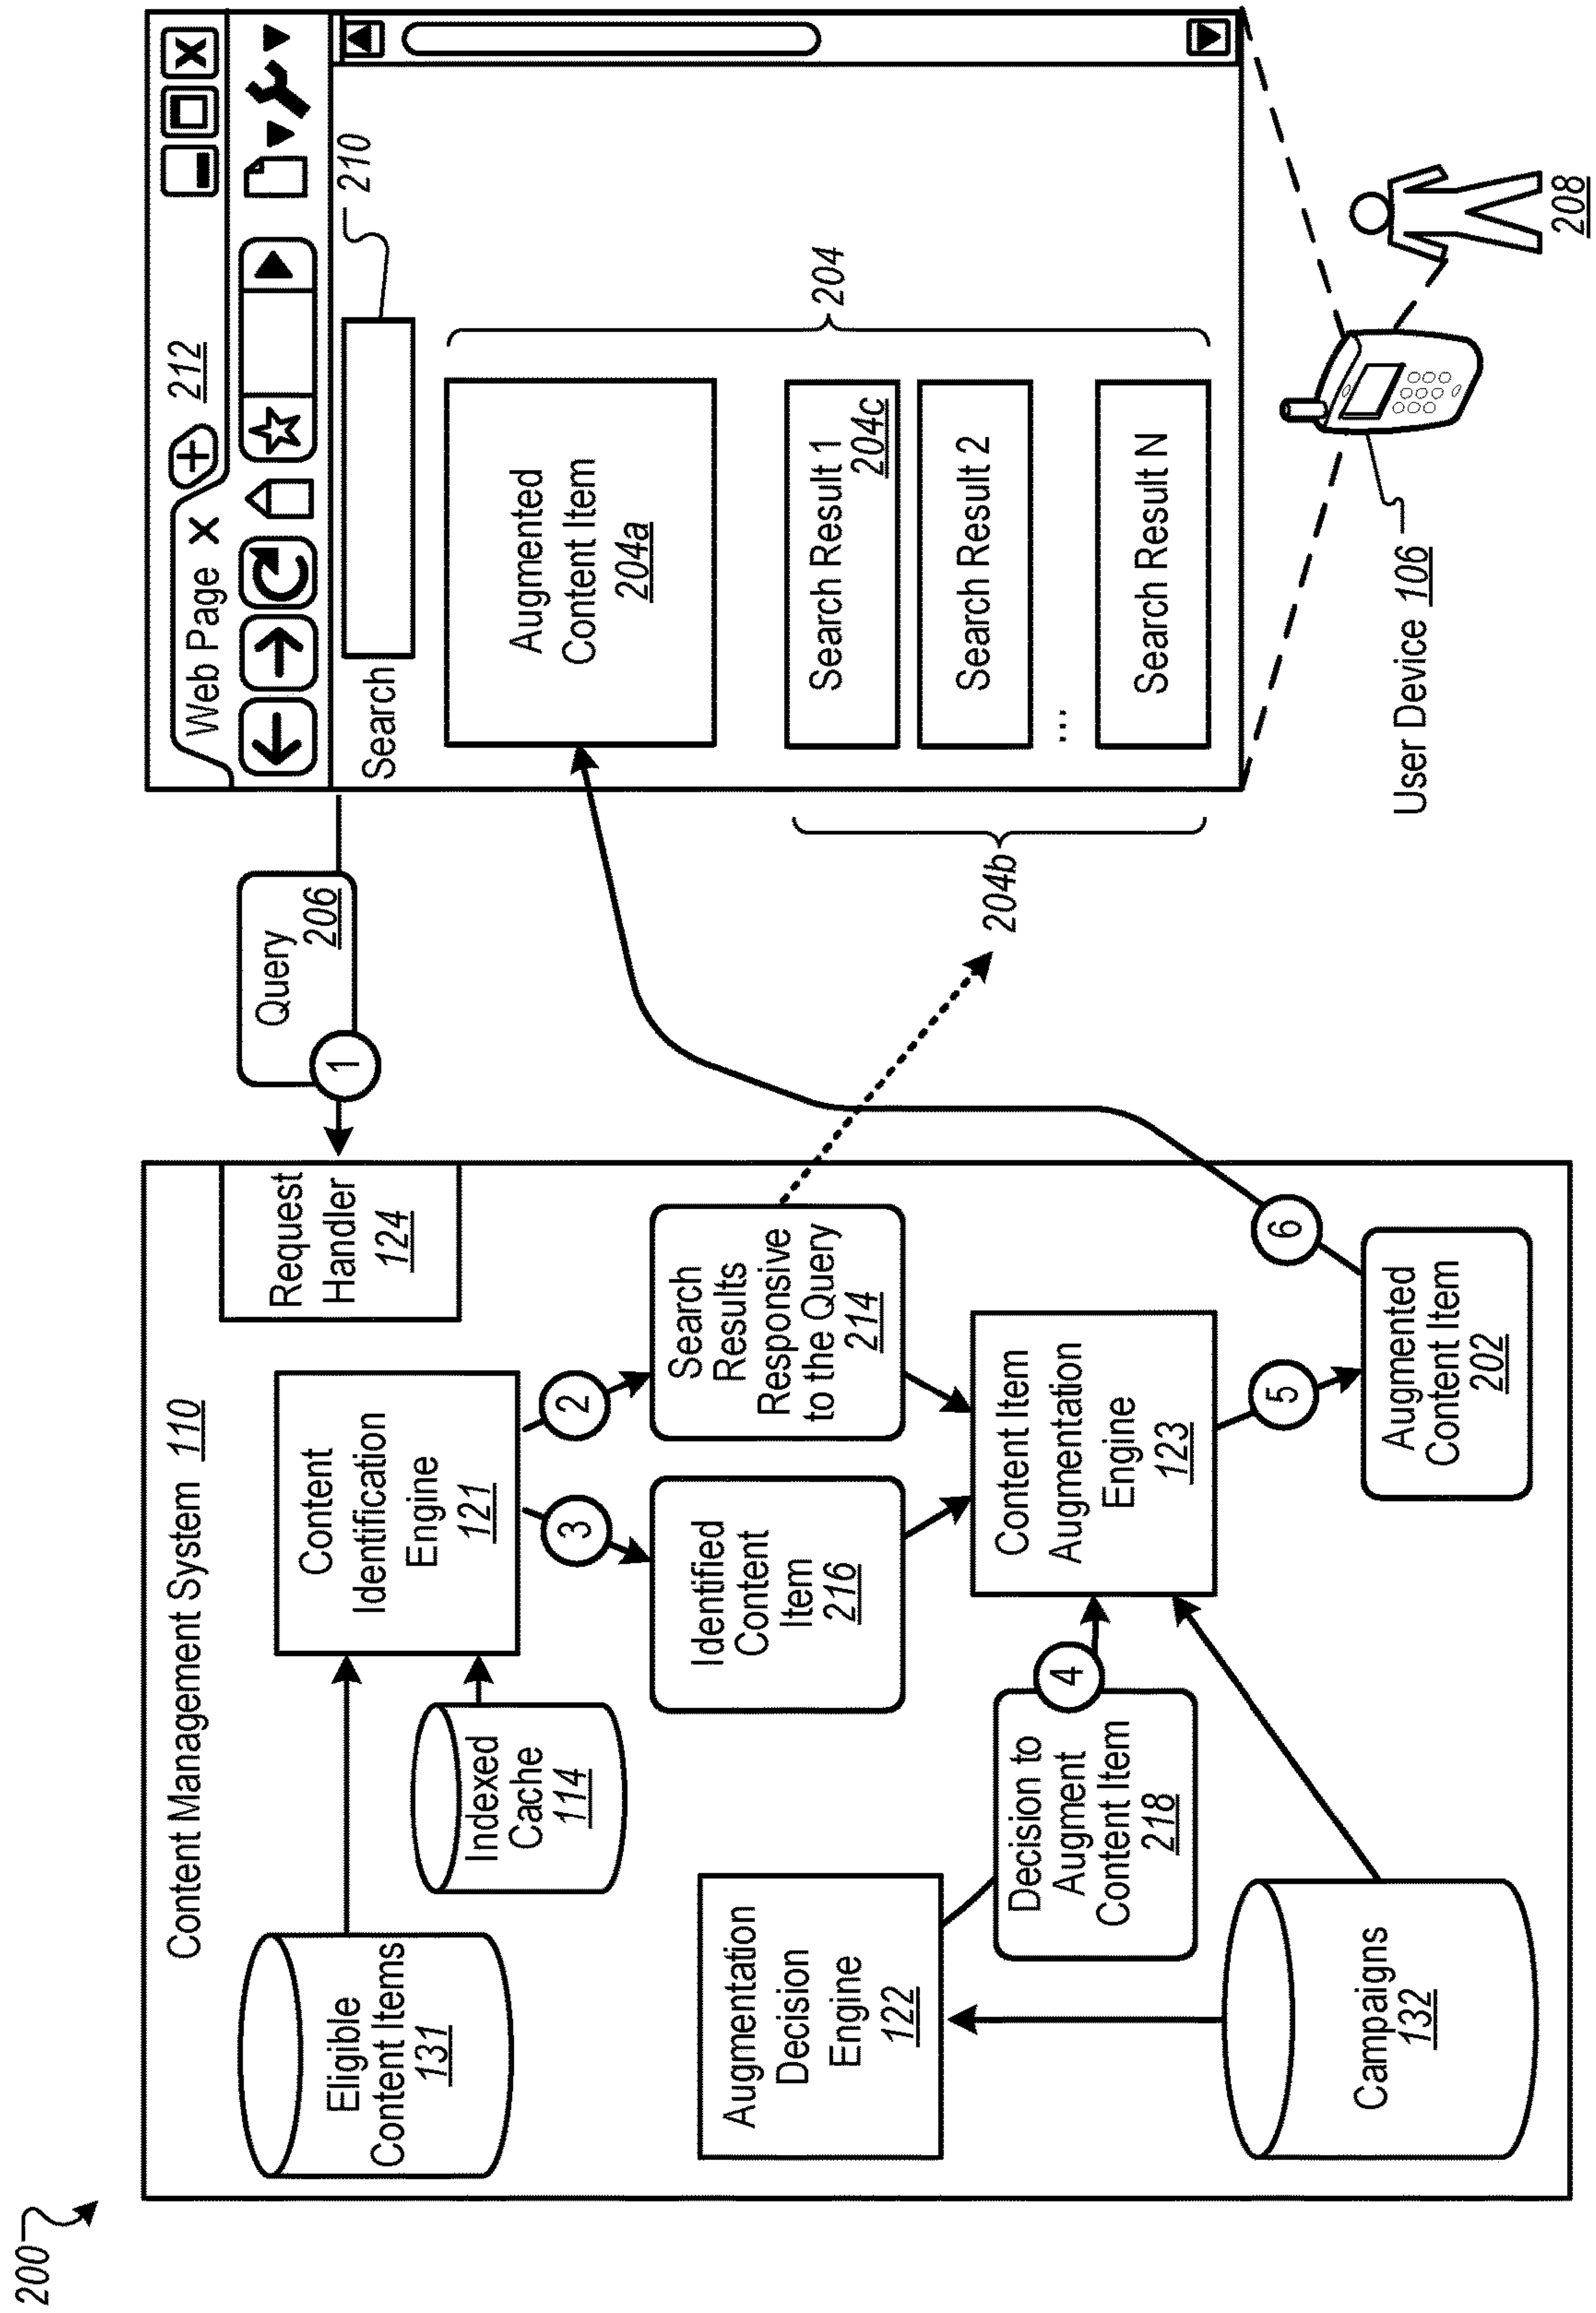 200
Content Management System 110
Eligible
Content Items
131
Indexed
Cache
114
Content
Identification
Engine
121
Request
Handler
124
Query
206
1
2
3
Identified
Content
Item
216
Search
Results
Responsive
to the Query
214
Augmentation
Decision
Engine
122
Decision to
Augment
Content Item
218
4
Content Item
Augmentation
Engine
123
Campaigns
132
5
Augmented
Content Item
202
6
Web Page X
212
X
Search
210
Augmented
Content Item
204a
204
Search Result 1
204c
Search Result 2
...
Search Result N
204b
User Device 106
208